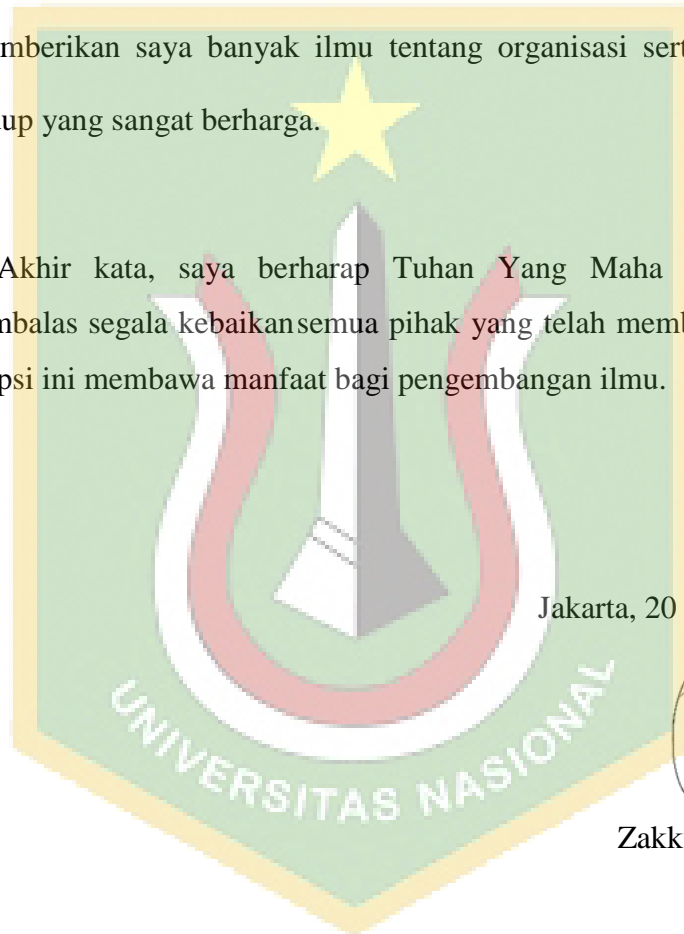 mberikan saya banyak ilmu tentang organisasi sert
up yang sangat berharga.
Akhir kata, saya berharap Tuhan Yang Maha
mbalas segala kebaikansemua pihak yang telah memb
psi ini membawa manfaat bagi pengembangan ilmu.
Jakarta, 20
UNIVERSITAS NASIONAL
Zakk